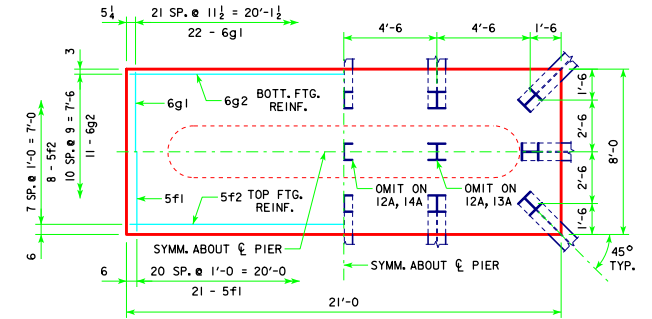 5¼ 21 SP. @ 11½ = 20'-1½
22 - 6g1
4'-6 4'-6 1'-6
3
10 SP. @ 9 = 7'-6
11 - 6g2
7 SP. @ 1'-0 = 7'-0
8 - 5f2
6
6g1
6g2
BOTT. FTG.
REINF.
5f1
5f2
TOP FTG.
REINF.
OMIT ON
12A, 14A
OMIT ON
12A, 13A
1'-6
2'-6
2'-6
1'-6
8'-0
45°
TYP.
SYMM. ABOUT ℄ PIER
SYMM. ABOUT ℄ PIER
6 20 SP. @ 1'-0 = 20'-0
21 - 5f1
21'-0